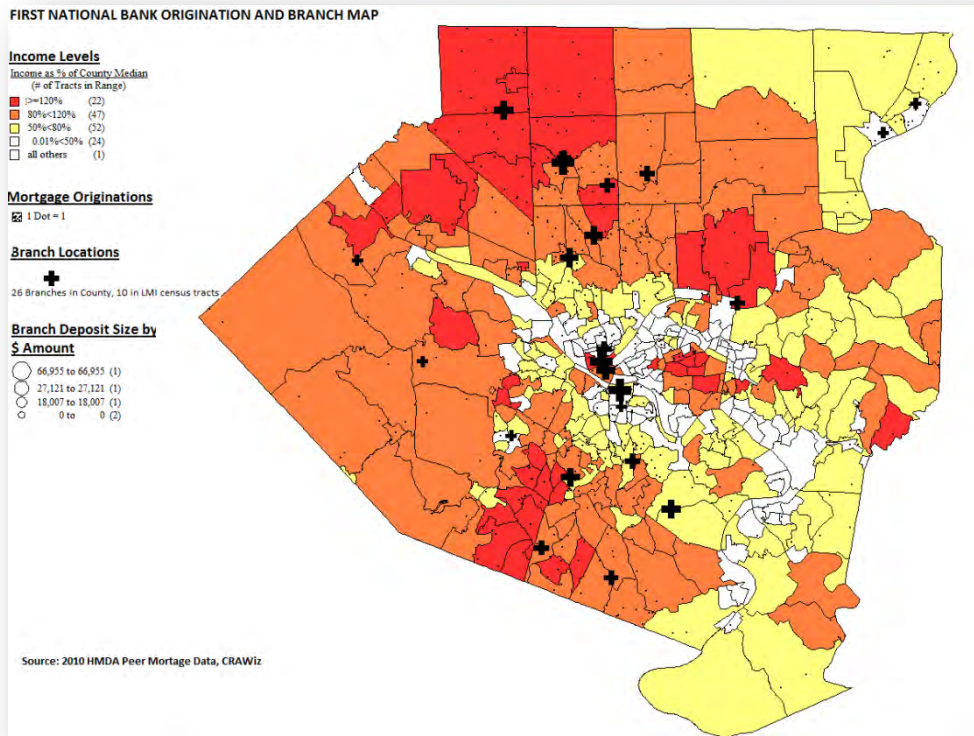 FIRST NATIONAL BANK ORIGINATION AND BRANCH MAP
Income Levels
Income as % of County Median
(# of Tracts in Range)
>=120% (22)
80%<120% (47)
50%<80% (52)
0.01%<50% (24)
all others (1)
Mortgage Originations
1 Dot = 1
Branch Locations
26 Branches in County, 10 in LMI census tracts
Branch Deposit Size by
$ Amount
66,955 to 66,955 (1)
27,121 to 27,121 (1)
18,007 to 18,007 (1)
0 to 0 (2)
Source: 2010 HMDA Peer Mortage Data, CRAWiz